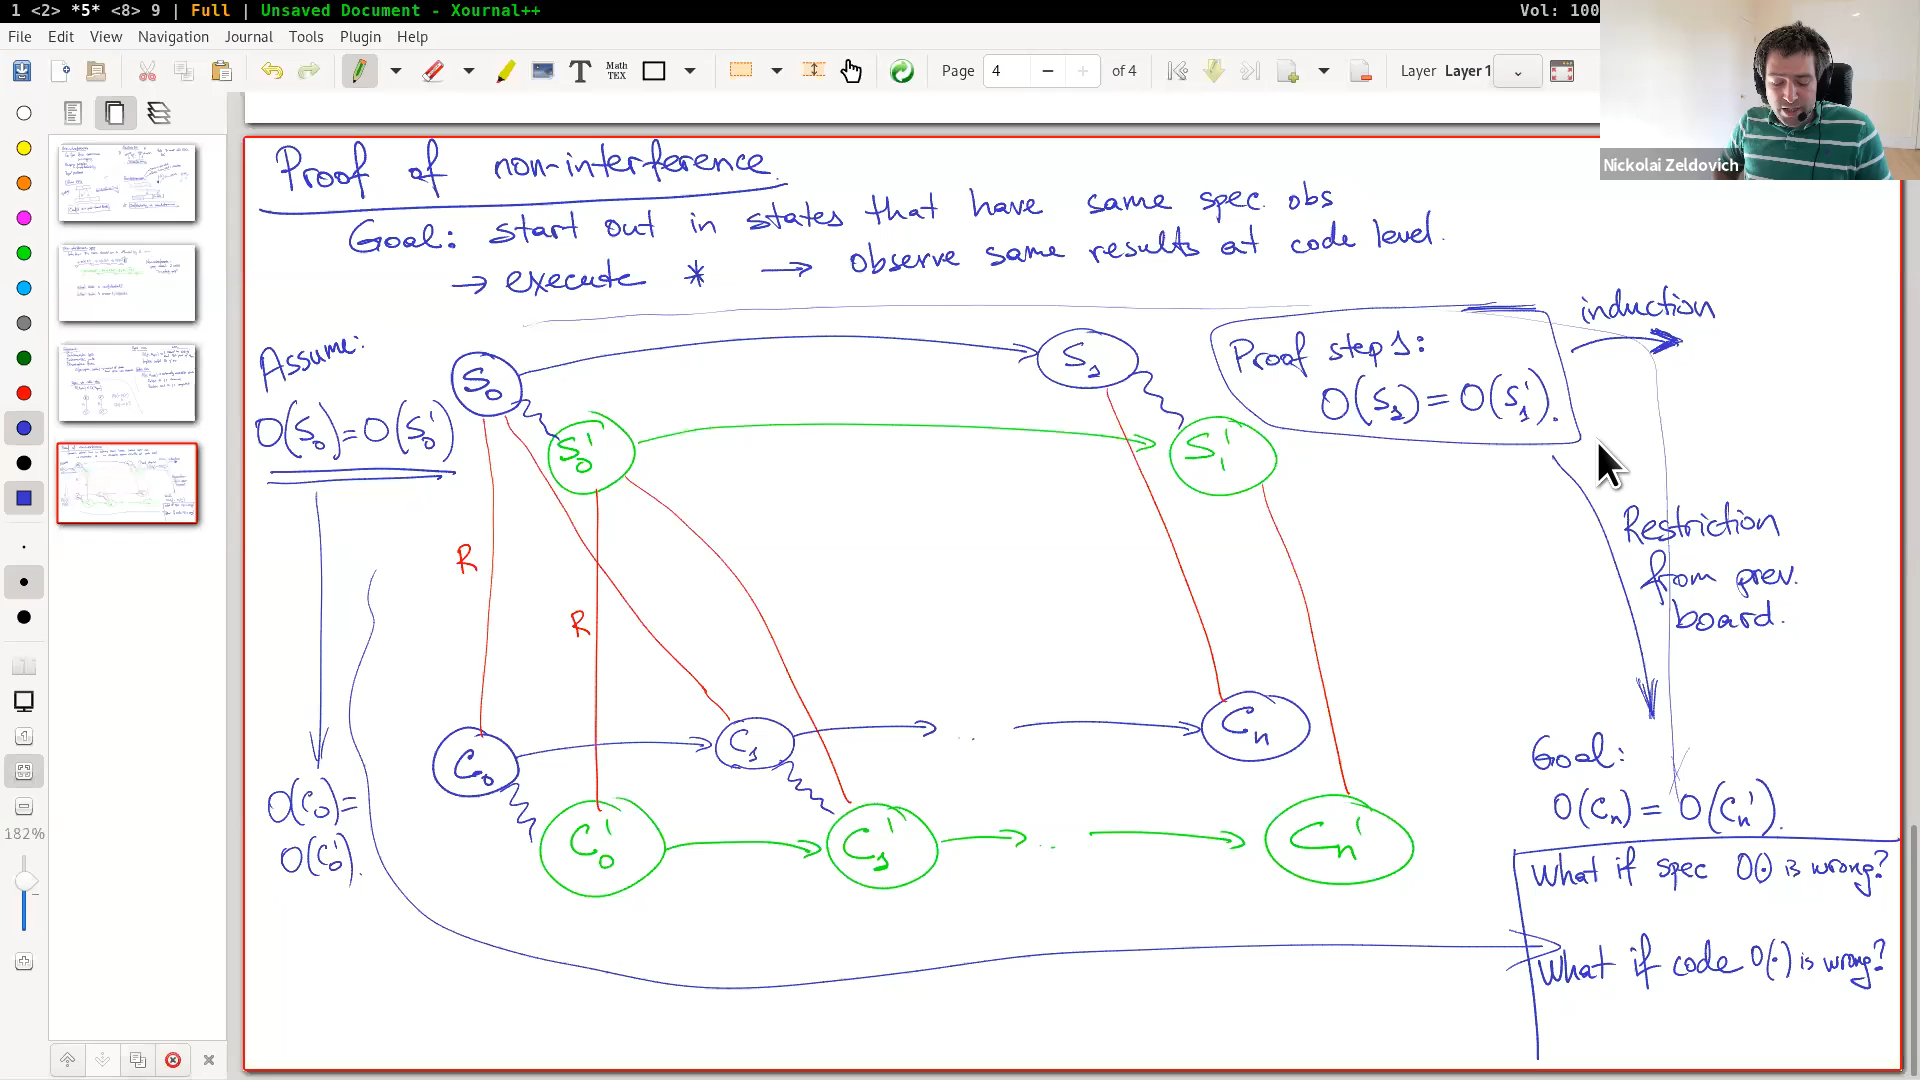 1 <2> *5* <8> 9 | Full | Unsaved Document - Xournal++
Vol: 100
File Edit View Navigation Journal Tools Plugin Help
Math TEX
Page 4 of 4
Layer Layer 1
Nickolai Zeldovich
182%
Proof of non-interference.
Goal: start out in states that have same spec. obs
→ execute * → observe same results at code level.
Assume:
O(S₀)=O(S₀')
S₀
S₀'
S₁
S₁'
Proof step 1:
O(S₁)=O(S₁').
induction
Restriction
from prev.
board.
R
R
C₀
C₁
..
Cₙ
C₀'
C₁'
..
Cₙ'
O(C₀)=
O(C₀').
Goal:
O(Cₙ) = O(Cₙ').
What if spec O(·) is wrong?
What if code O(·) is wrong?